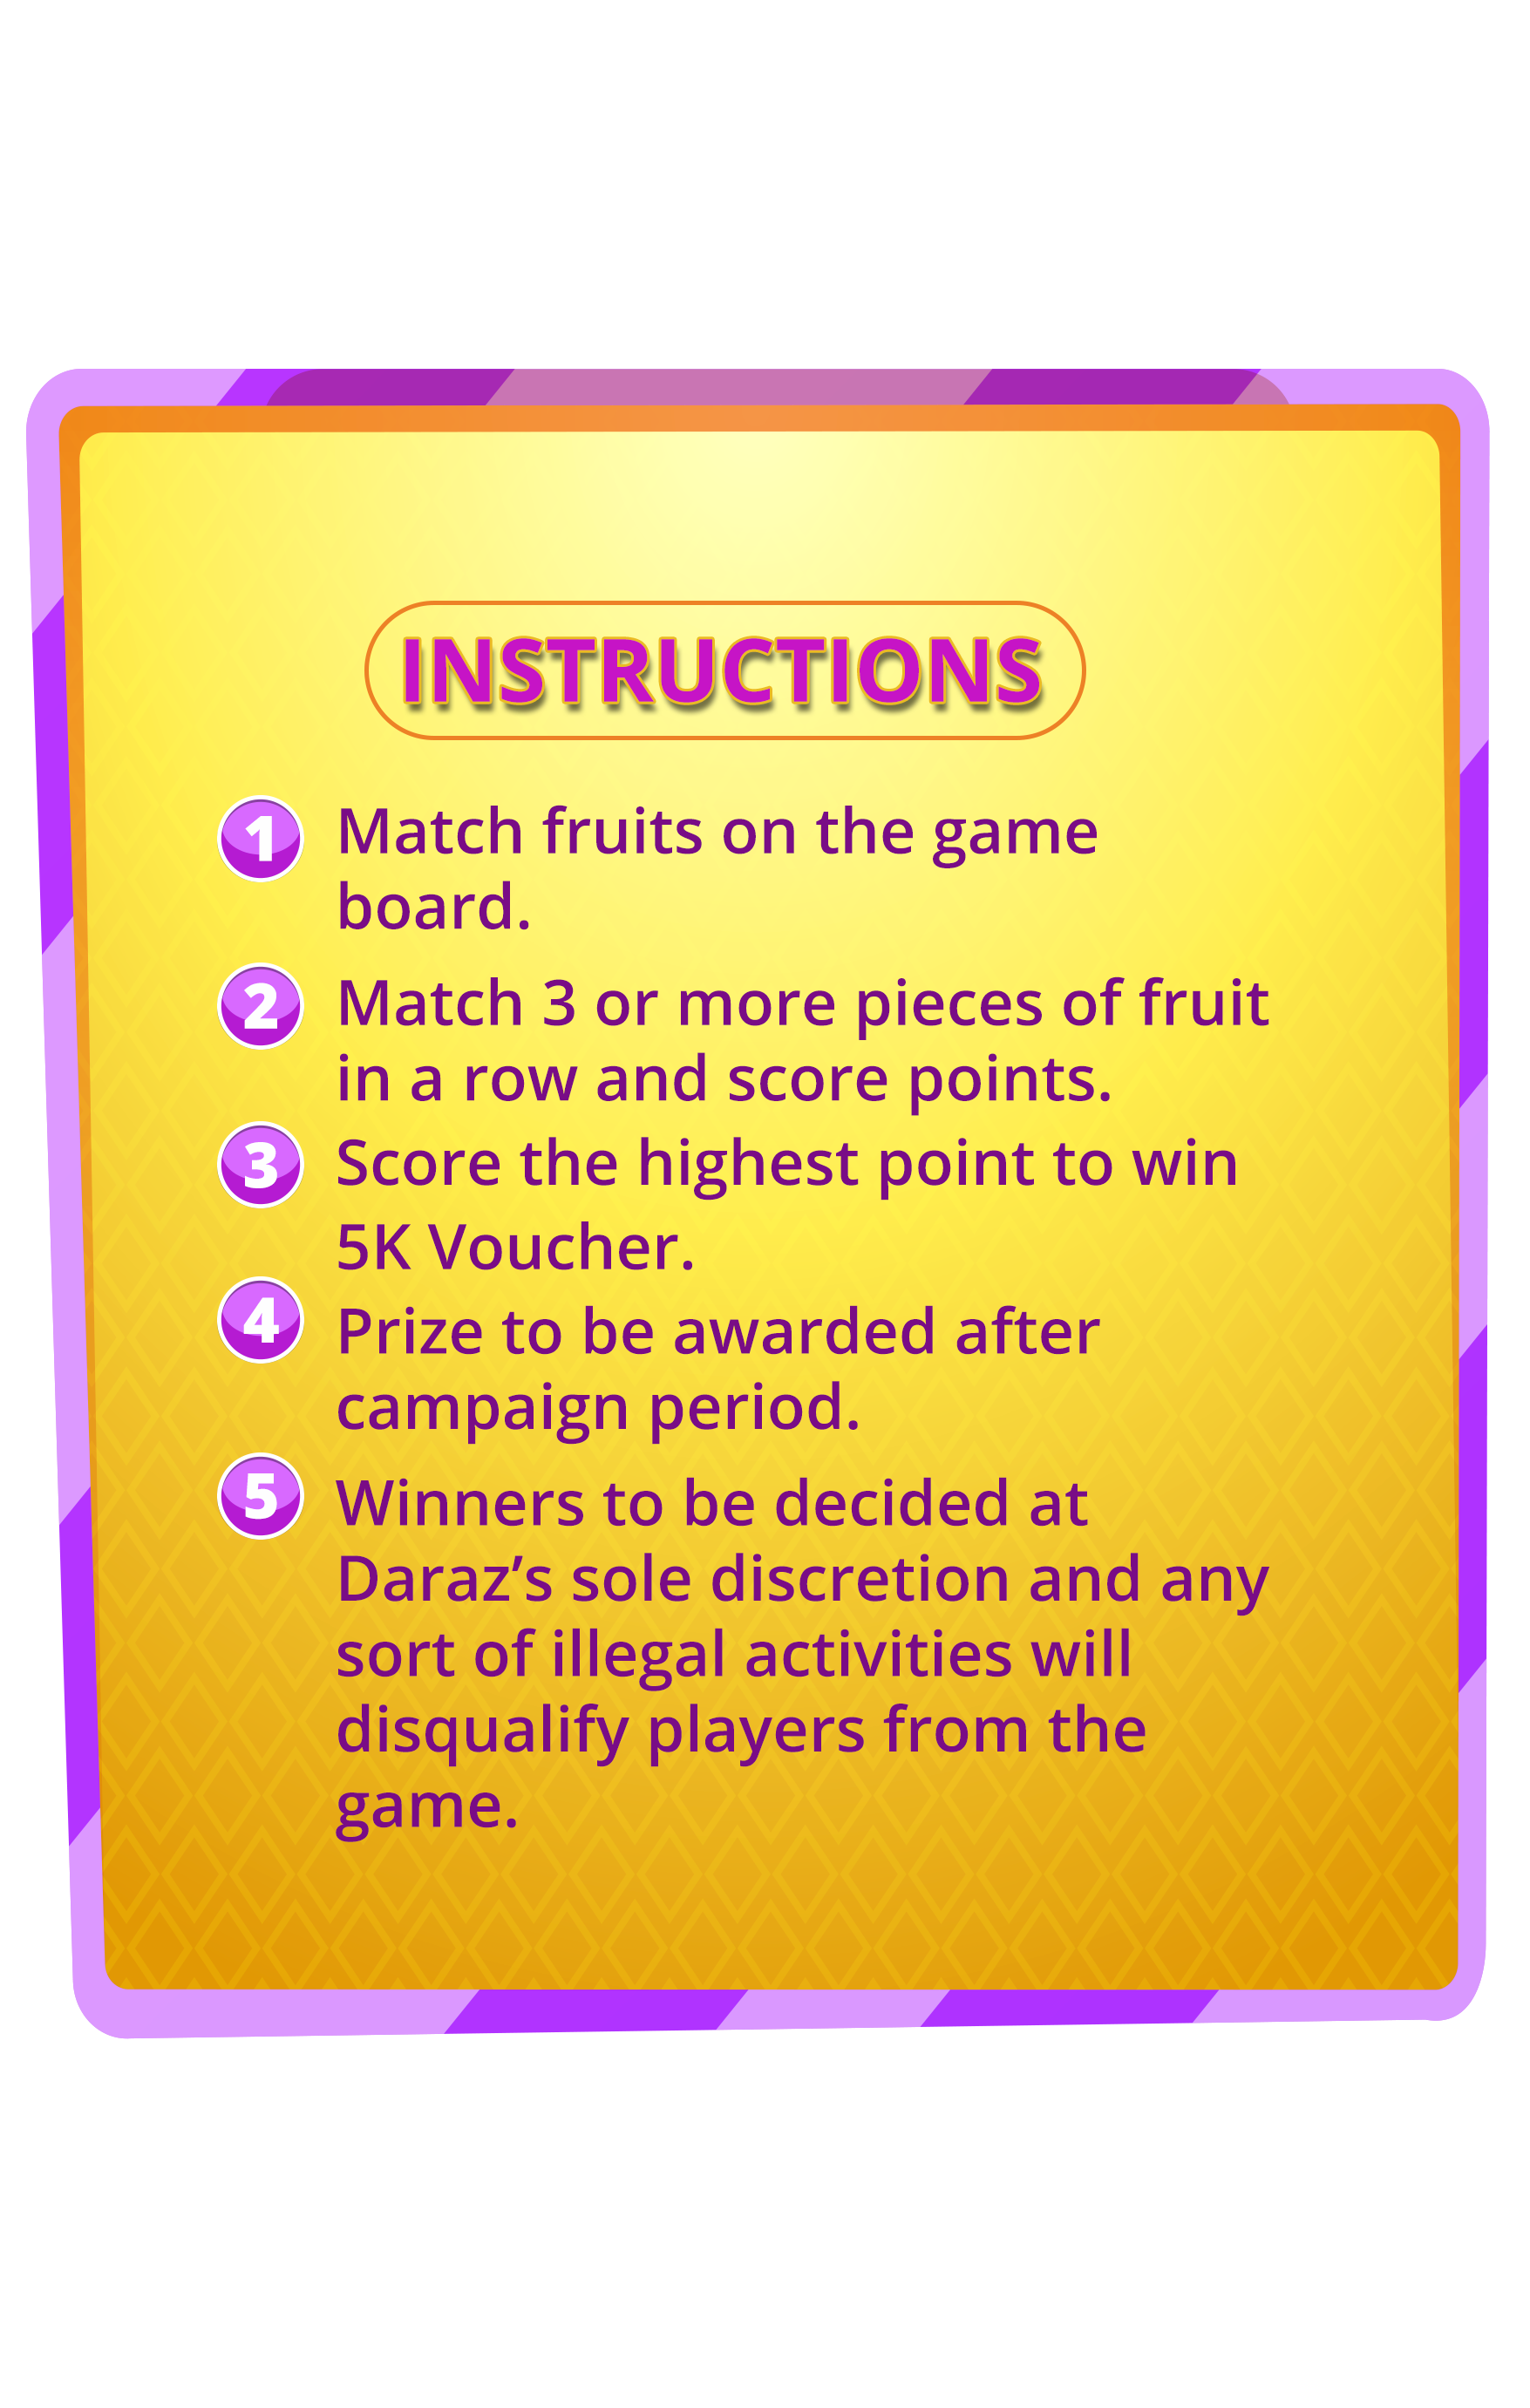 INSTRUCTIONS
1 Match fruits on the game
board.
2 Match 3 or more pieces of fruit
in a row and score points.
3 Score the highest point to win
5K Voucher.
4 Prize to be awarded after
campaign period.
5 Winners to be decided at
Daraz’s sole discretion and any
sort of illegal activities will
disqualify players from the
game.